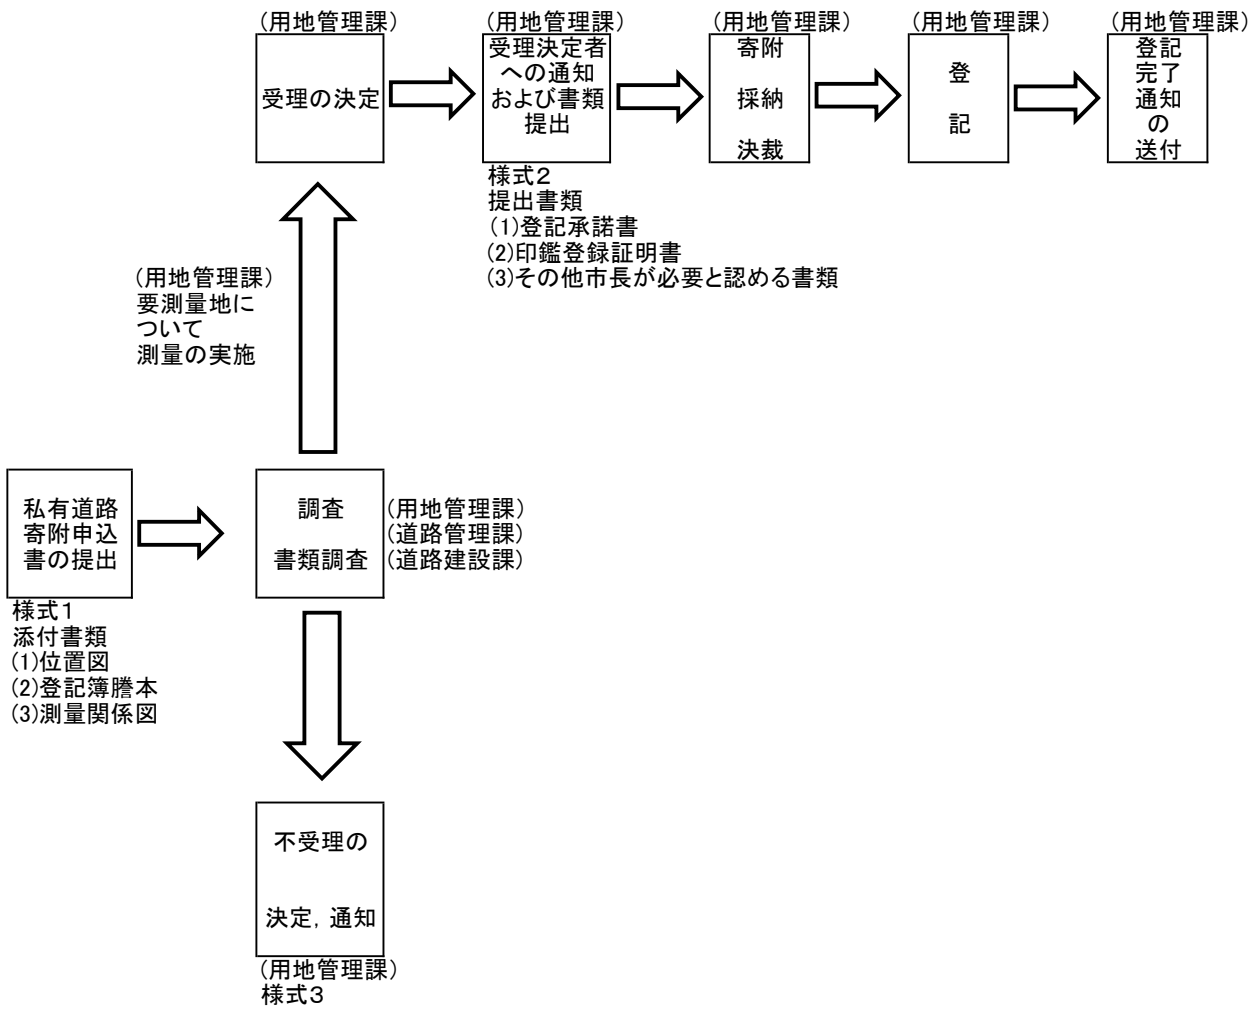 (用地管理課)
受理の決定
(用地管理課)
受理決定者
への通知
および書類
提出
様式2
提出書類
(1)登記承諾書
(2)印鑑登録証明書
(3)その他市長が必要と認める書類
(用地管理課)
寄附
採納
決裁
(用地管理課)
登
記
(用地管理課)
登記
完了
通知
の
送付
(用地管理課)
要測量地に
ついて
測量の実施
私有道路
寄附申込
書の提出
様式1
添付書類
(1)位置図
(2)登記簿謄本
(3)測量関係図
調査
書類調査
(用地管理課)
(道路管理課)
(道路建設課)
不受理の
決定,通知
(用地管理課)
様式3